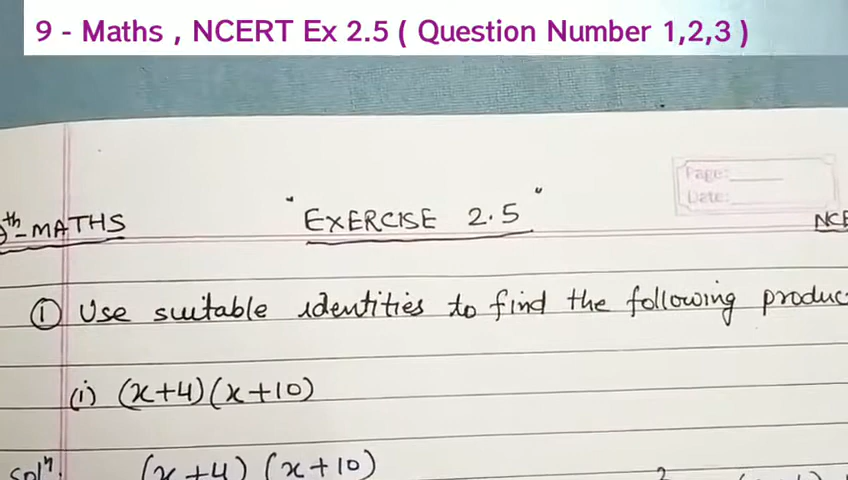 9 - Maths , NCERT Ex 2.5 ( Question Number 1,2,3 )
Page:
Date:
th-MATHS
"EXERCISE 2.5"
① Use suitable identities to find the following
(i) (x+4)(x+10)
Solⁿ. (x+4) (x+10)